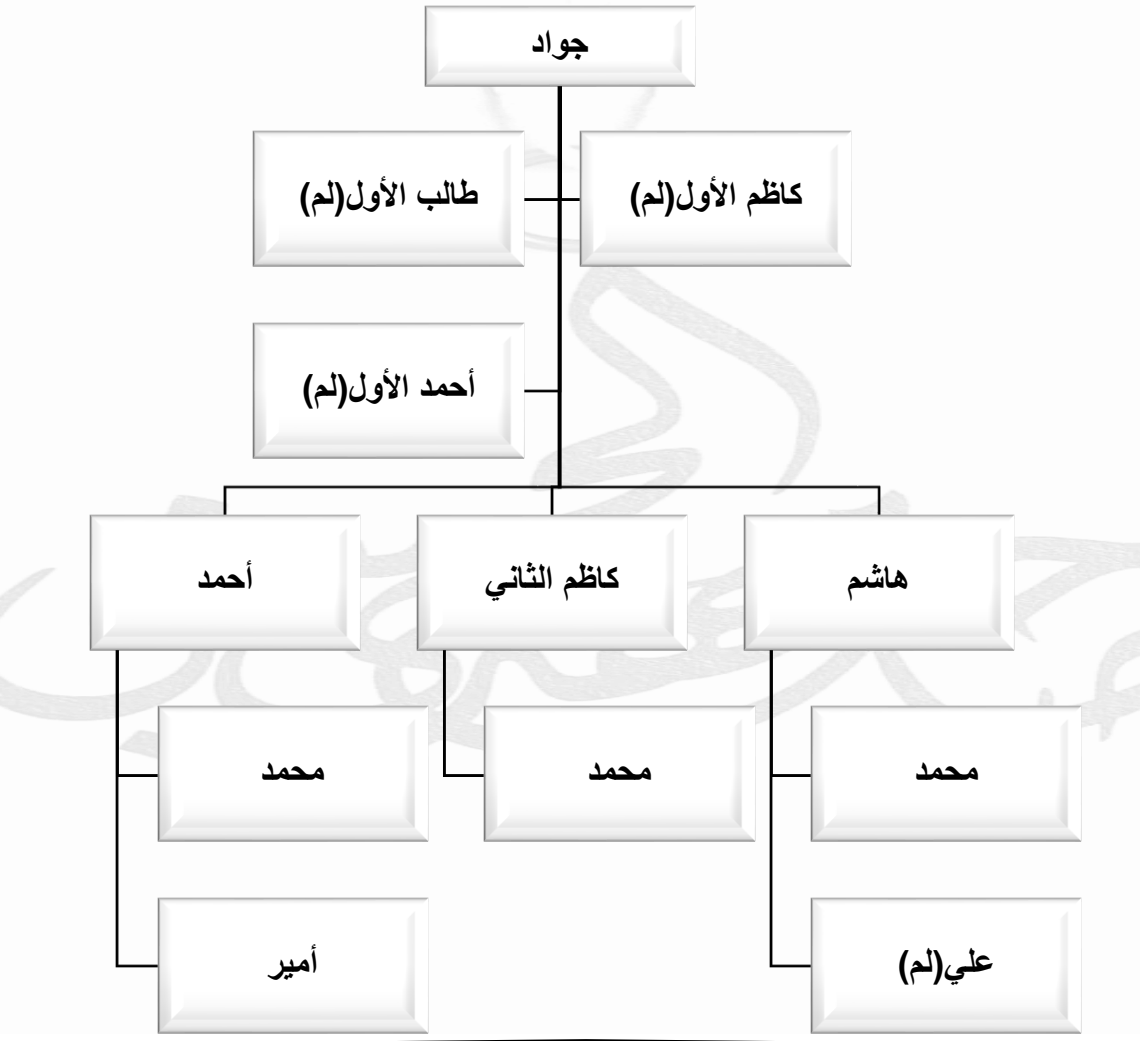 جواد
كاظم الأول(لم)
طالب الأول(لم)
أحمد الأول(لم)
هاشم
كاظم الثاني
أحمد
محمد
محمد
محمد
علي(لم)
أمير